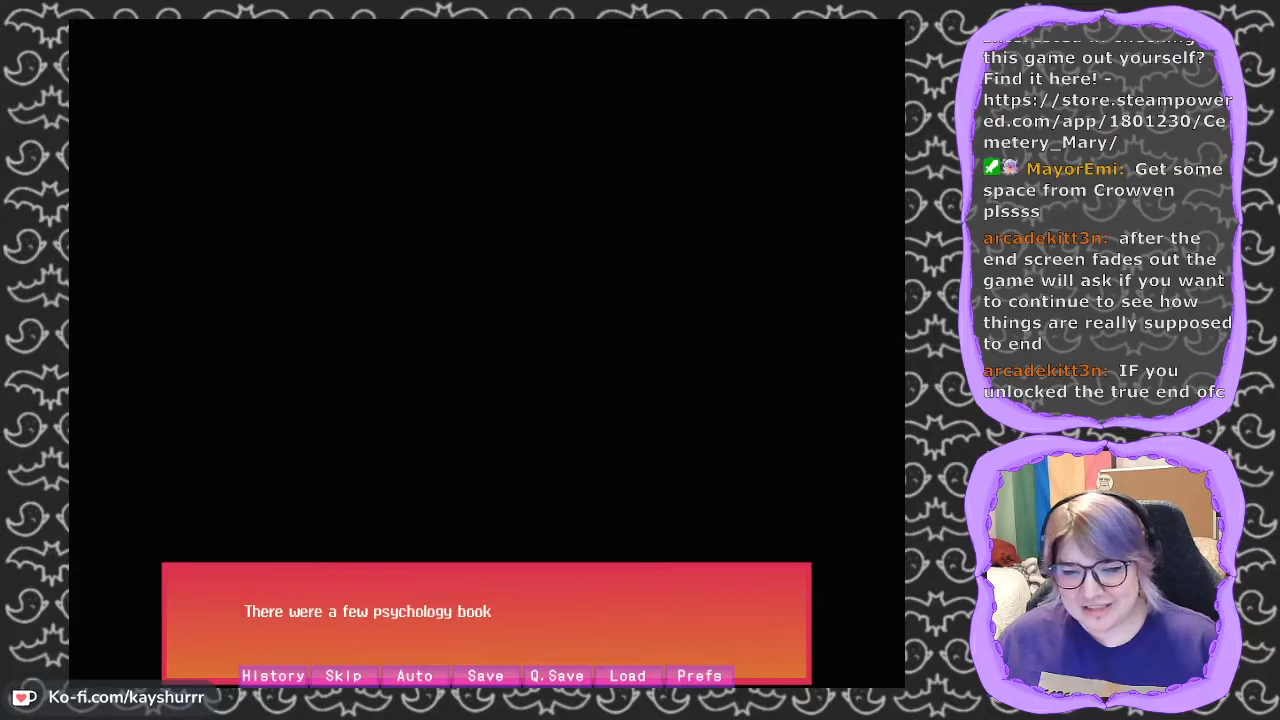 this game out yourself?
Find it here! -
https://store.steampower
ed.com/app/1801230/Ce
metery_Mary/
MayorEmi: Get some
space from Crowven
plssss
arcadekitt3n: after the
end screen fades out the
game will ask if you want
to continue to see how
things are really supposed
to end
arcadekitt3n: IF you
unlocked the true end ofc
There were a few psychology book
History Skip Auto Save Q.Save Load Prefs
Ko-fi.com/kayshurrr